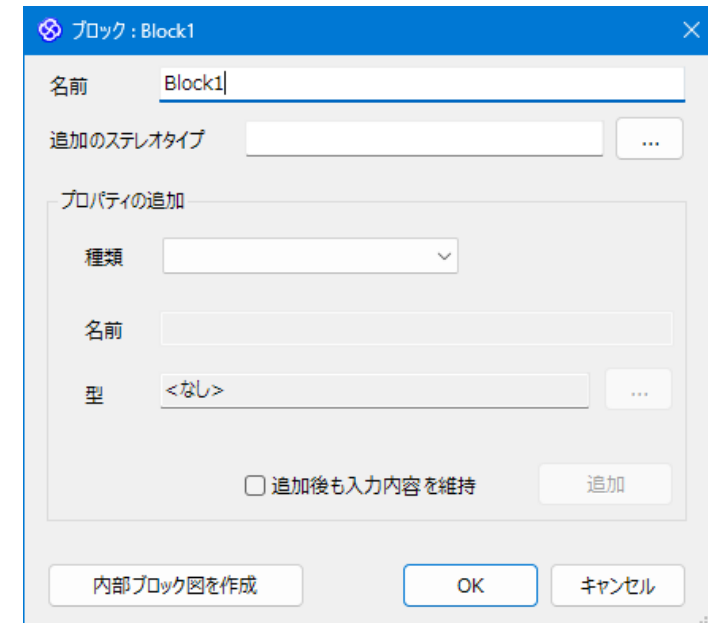 ブロック : Block1
名前 Block1
追加のステレオタイプ ...
プロパティの追加
種類
名前
型 <なし> ...
追加後も入力内容を維持 追加
内部ブロック図を作成 OK キャンセル